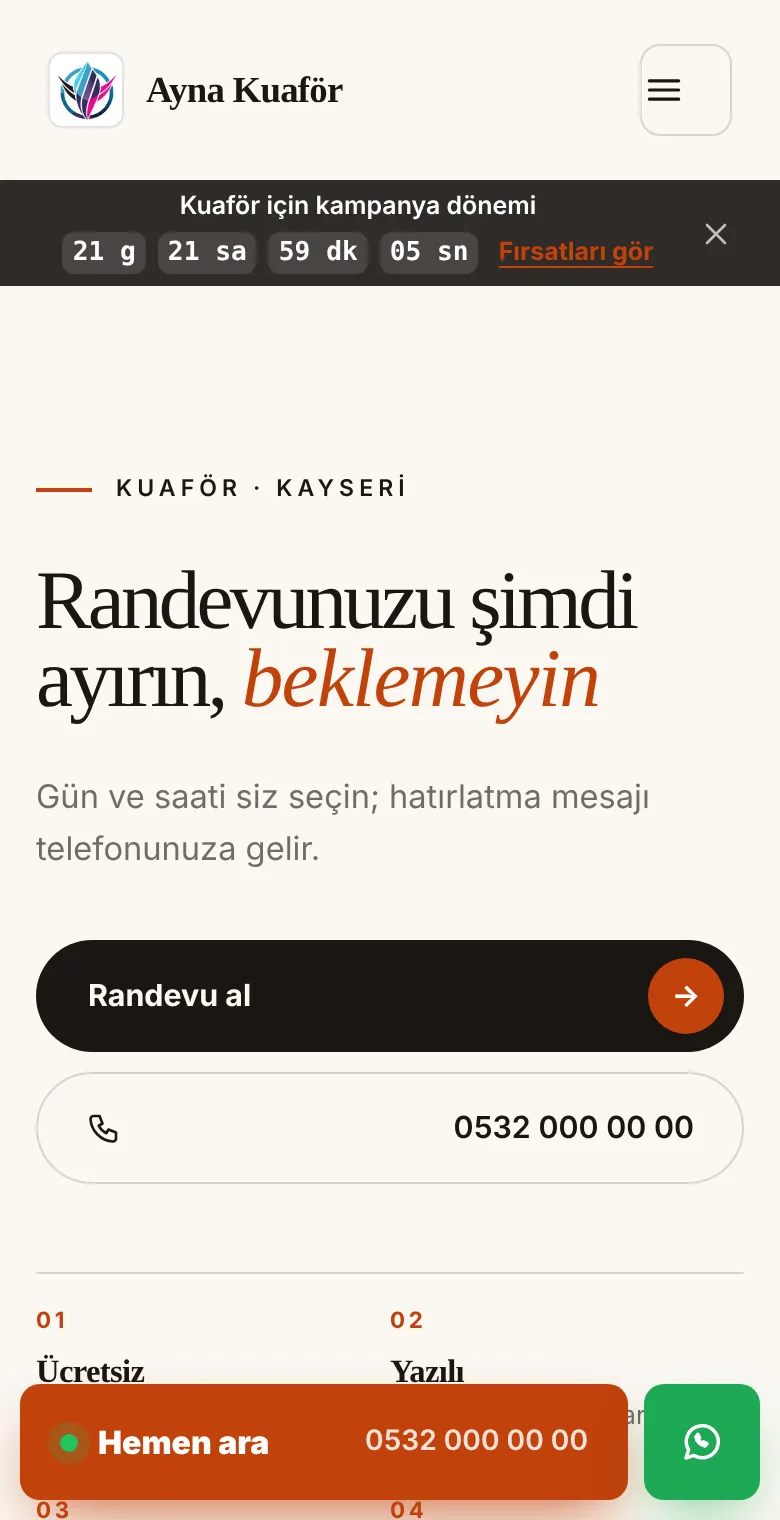 Ayna Kuaför
Kuaför için kampanya dönemi
21 g 21 sa 59 dk 05 sn Fırsatları gör
KUAFÖR · KAYSERİ
Randevunuzu şimdi
ayırın, beklemeyin
Gün ve saati siz seçin; hatırlatma mesajı
telefonunuza gelir.
Randevu al
0532 000 00 00
01
02
Ücretsiz
Yazılı
Hemen ara 0532 000 00 00
03
04